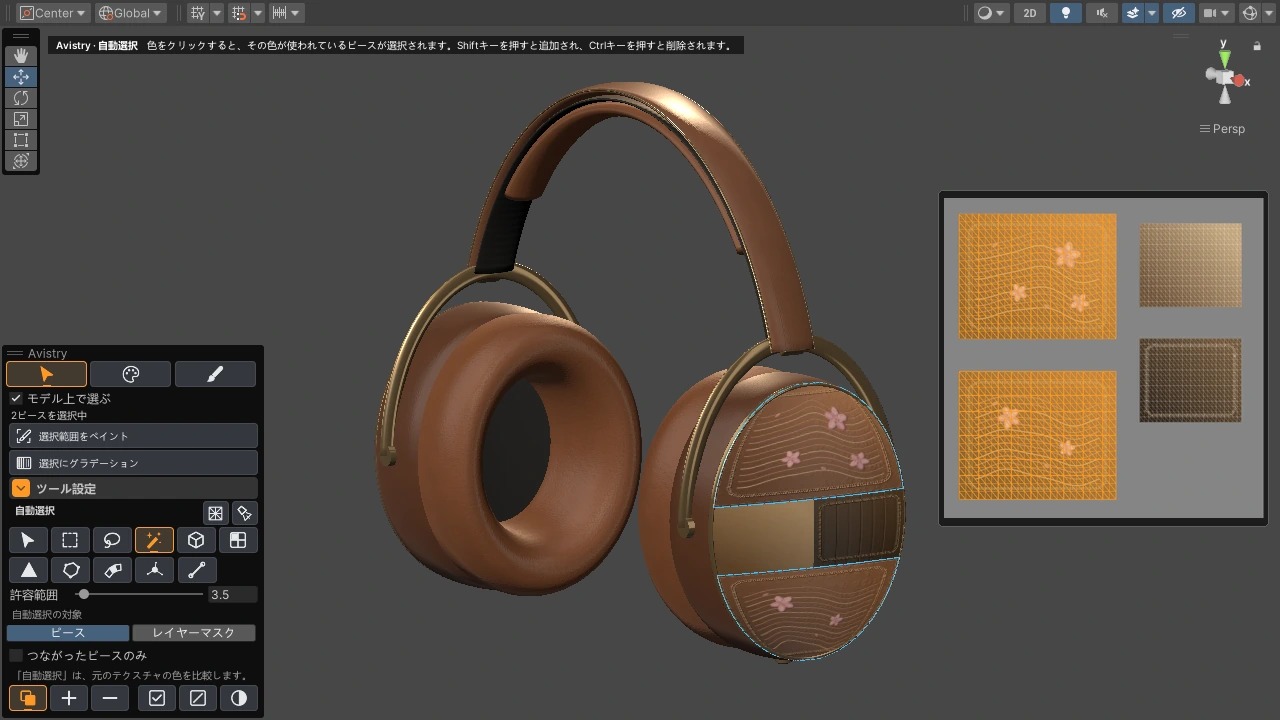 Center
Global
2D
Avistry · 自動選択 色をクリックすると、その色が使われているピースが選択されます。Shiftキーを押すと追加され、Ctrlキーを押すと削除されます。
y
x
Persp
Avistry
モデル上で選ぶ
2ピースを選択中
選択範囲をペイント
選択にグラデーション
ツール設定
自動選択
許容範囲 3.5
自動選択の対象
ピース レイヤーマスク
つながったピースのみ
「自動選択」は、元のテクスチャの色を比較します。